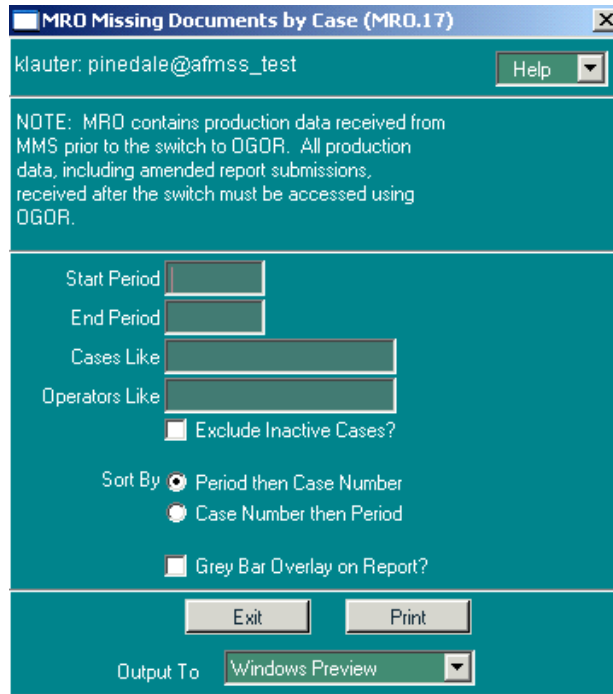 MRO Missing Documents by Case (MRO.17)
klauter: pinedale@afmss_test
Help
NOTE: MRO contains production data received from
MMS prior to the switch to OGOR. All production
data, including amended report submissions,
received after the switch must be accessed using
OGOR.
Start Period
End Period
Cases Like
Operators Like
Exclude Inactive Cases?
Sort By Period then Case Number
Case Number then Period
Grey Bar Overlay on Report?
Exit Print
Output To Windows Preview